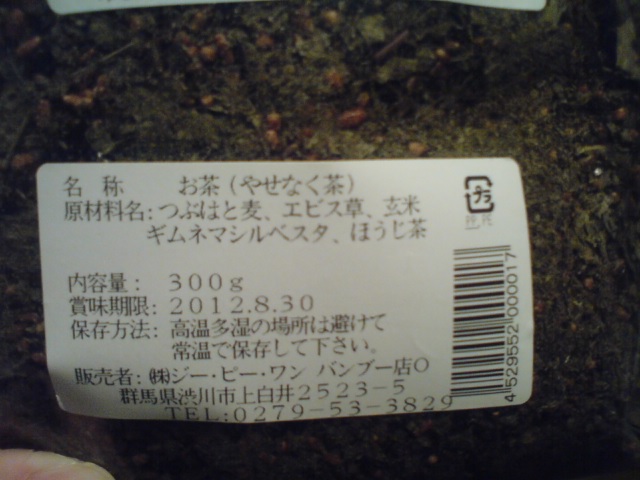 名 称 お茶（やせなく茶）
原材料名：つぶはと麦、エビス草、玄米
ギムネマシルベスタ、ほうじ茶
プラ
内容量： 300g
賞味期限：2012.8.30
保存方法：高温多湿の場所は避けて
常温で保存して下さい。
販売者：㈱ジー・ピー・ワン バンブー店O
群馬県渋川市上白井2523-5
TEL:0279-53-3829
4529552000017